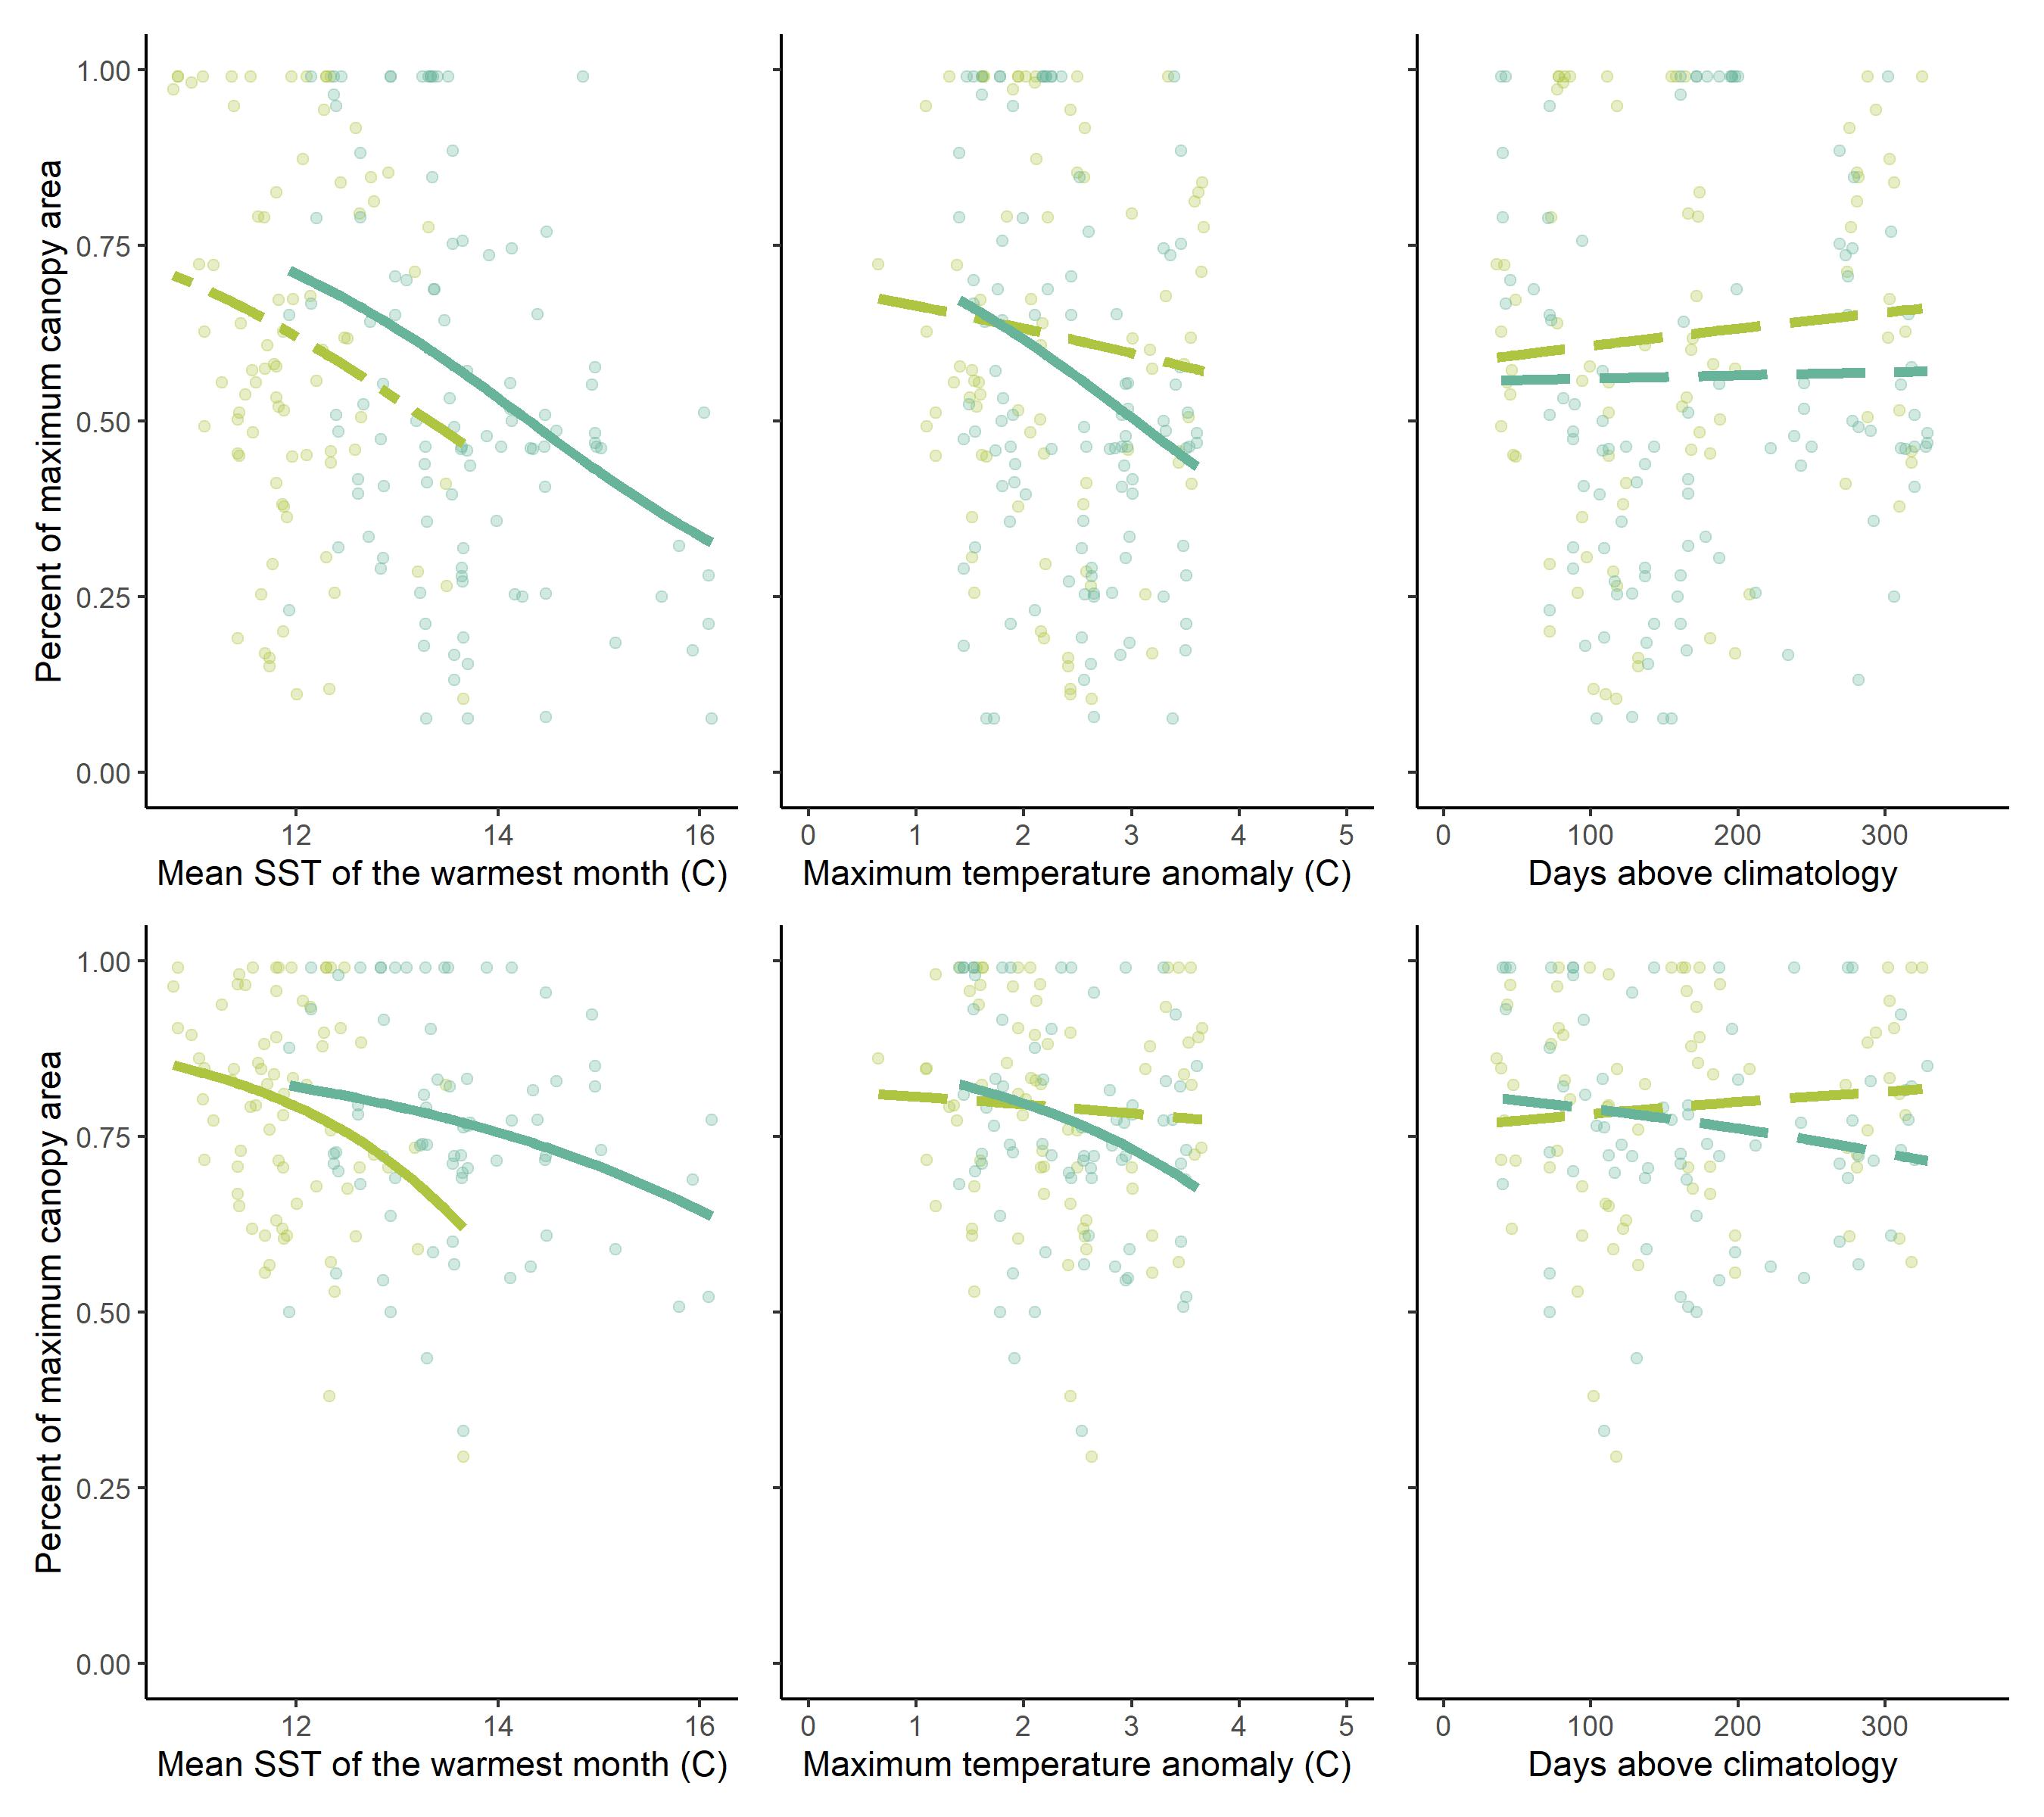 Percent of maximum canopy area
1.00
0.75
0.50
0.25
0.00
12 14 16
Mean SST of the warmest month (C)
0 1 2 3 4 5
Maximum temperature anomaly (C)
0 100 200 300
Days above climatology
Percent of maximum canopy area
1.00
0.75
0.50
0.25
0.00
12 14 16
Mean SST of the warmest month (C)
0 1 2 3 4 5
Maximum temperature anomaly (C)
0 100 200 300
Days above climatology